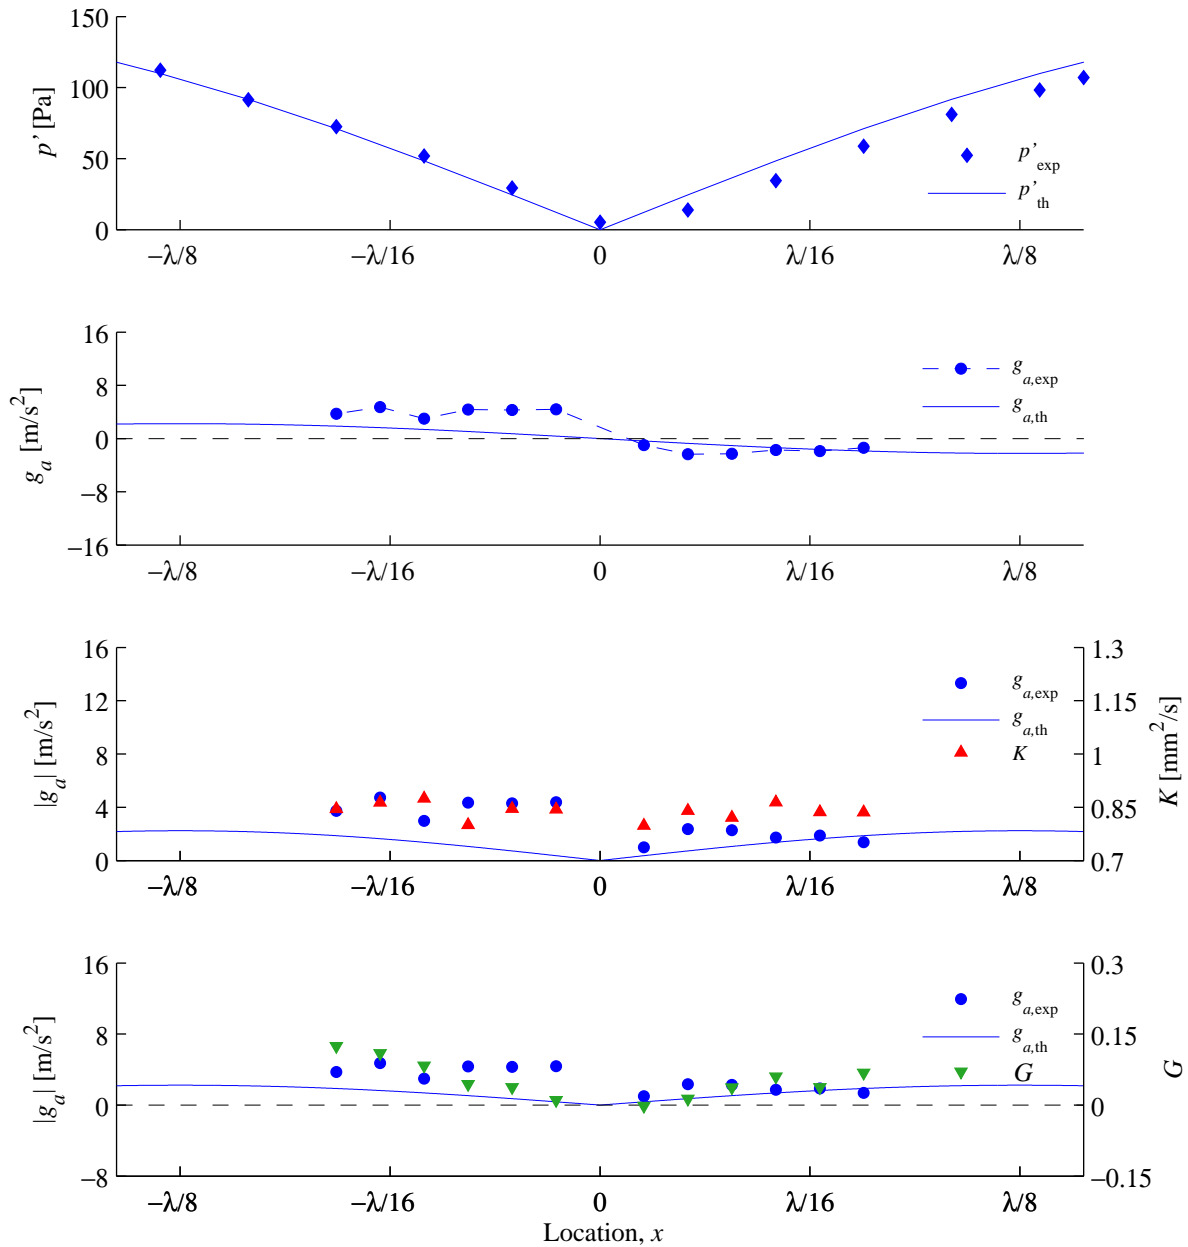 150
100
50
0
p’ [Pa]
p’exp
p’th
−λ/8 −λ/16 0 λ/16 λ/8
16
8
0
−8
−16
ga [m/s2]
ga,exp
ga,th
−λ/8 −λ/16 0 λ/16 λ/8
16
12
8
4
0
|ga| [m/s2]
ga,exp
ga,th
K
1.3
1.15
1
0.85
0.7
K [mm2/s]
−λ/8 −λ/16 0 λ/16 λ/8
16
8
0
−8
|ga| [m/s2]
ga,exp
ga,th
G
0.3
0.15
0
−0.15
G
−λ/8 −λ/16 0 λ/16 λ/8
Location, x